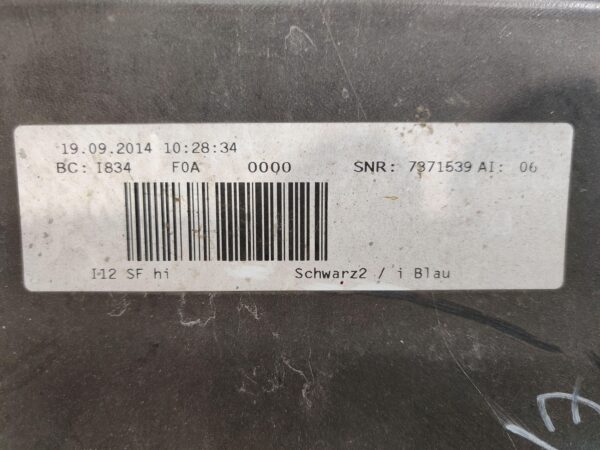 19.09.2014 10:28:34
BC: I834 F0A 0000 SNR: 7371539 AI: 06
I12 SF hi Schwarz2 / i Blau